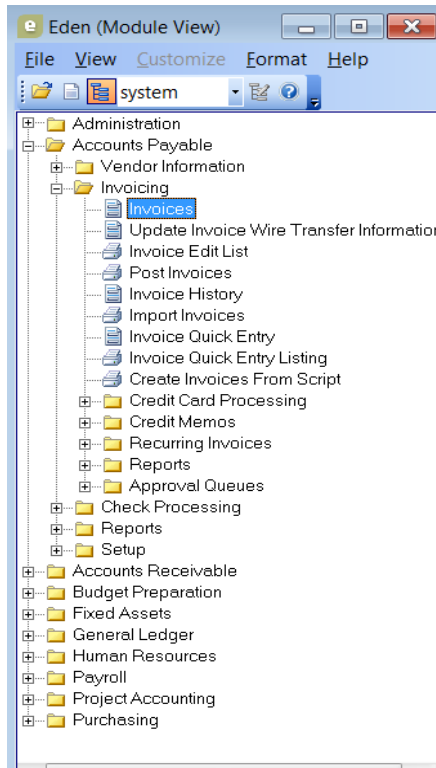 e Eden (Module View)
File View Customize Format Help
system
Administration
Accounts Payable
Vendor Information
Invoicing
Invoices
Update Invoice Wire Transfer Information
Invoice Edit List
Post Invoices
Invoice History
Import Invoices
Invoice Quick Entry
Invoice Quick Entry Listing
Create Invoices From Script
Credit Card Processing
Credit Memos
Recurring Invoices
Reports
Approval Queues
Check Processing
Reports
Setup
Accounts Receivable
Budget Preparation
Fixed Assets
General Ledger
Human Resources
Payroll
Project Accounting
Purchasing